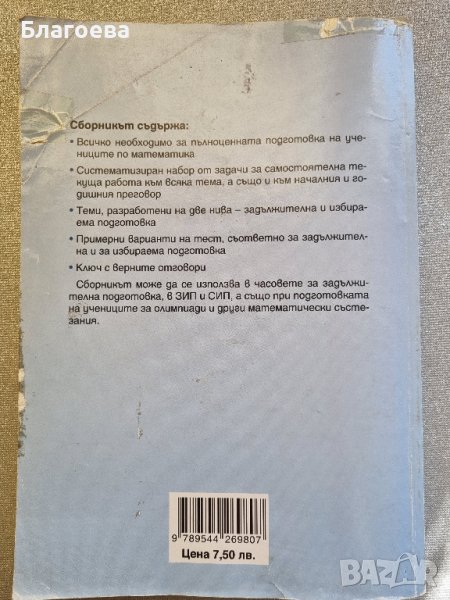 Благоева
Сборникът съдържа:
• Всичко необходимо за пълноценната подготовка на уче-
ниците по математика
• Систематизиран набор от задачи за самостоятелна те-
куща работа към всяка тема, а също и към началния и го-
дишния преговор
• Теми, разработени на две нива – задължителна и избира-
ема подготовка
• Примерни варианти на тест, съответно за задължител-
на и за избираема подготовка
• Ключ с верните отговори
Сборникът може да се използва в часовете за задължи-
телна подготовка, в ЗИП и СИП, а също при подготовката
на учениците за олимпиади и други математически състе-
зания.
9 789544 269807
Цена 7,50 лв.
BAZAR